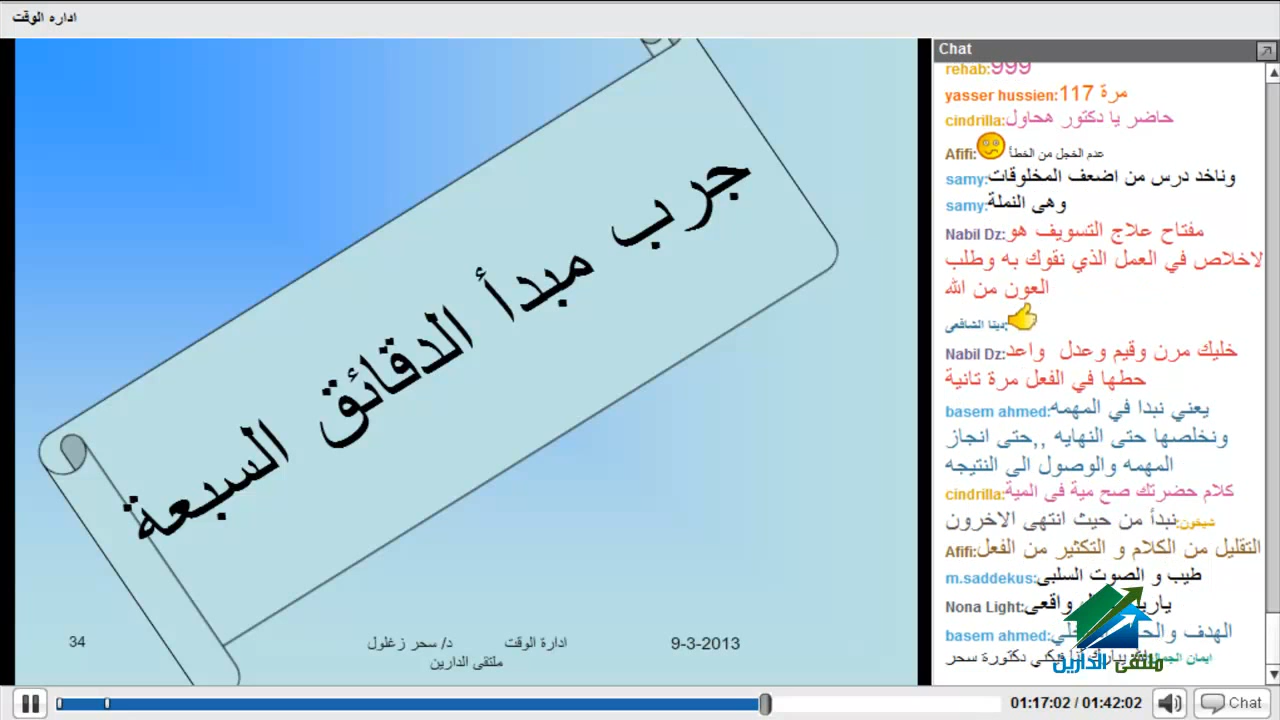 اداره الوقت
جرب مبدأ الدقائق السبعة
34
د/ سحر زغلول
ادارة الوقت
9-3-2013
ملتقى الدارين
Chat
rehab:999
yasser hussien:117 مرة
cindrilla:حاضر يا دكتور هحاول
Afifi: عدم الخجل من الخطأ
samy:وناخد درس من اضعف المخلوقات
samy:وهى النملة
Nabil Dz:مفتاح علاج التسويف هو
لاخلاص في العمل الذي نقوك به وطلب
العون من الله
دينا الشافعى:
Nabil Dz:خليك مرن وقيم وعدل واعد
حطها في الفعل مرة تانية
basem ahmed:يعني نبدا في المهمه
ونخلصها حتى النهايه ,,حتى انجاز
المهمه والوصول الى النتيجه
cindrilla:كلام حضرتك صح مية فى المية
شيخون:نبدأ من حيث انتهى الاخرون
Afifi:التقليل من الكلام و التكثير من الفعل
m.saddekus:طيب و الصوت السلبى
Nona Light: واقعى
basem ahmed: الهدف
ايمان الجمال: دكتورة سحر
ملتقى الدارين
01:17:02 / 01:42:02
Chat